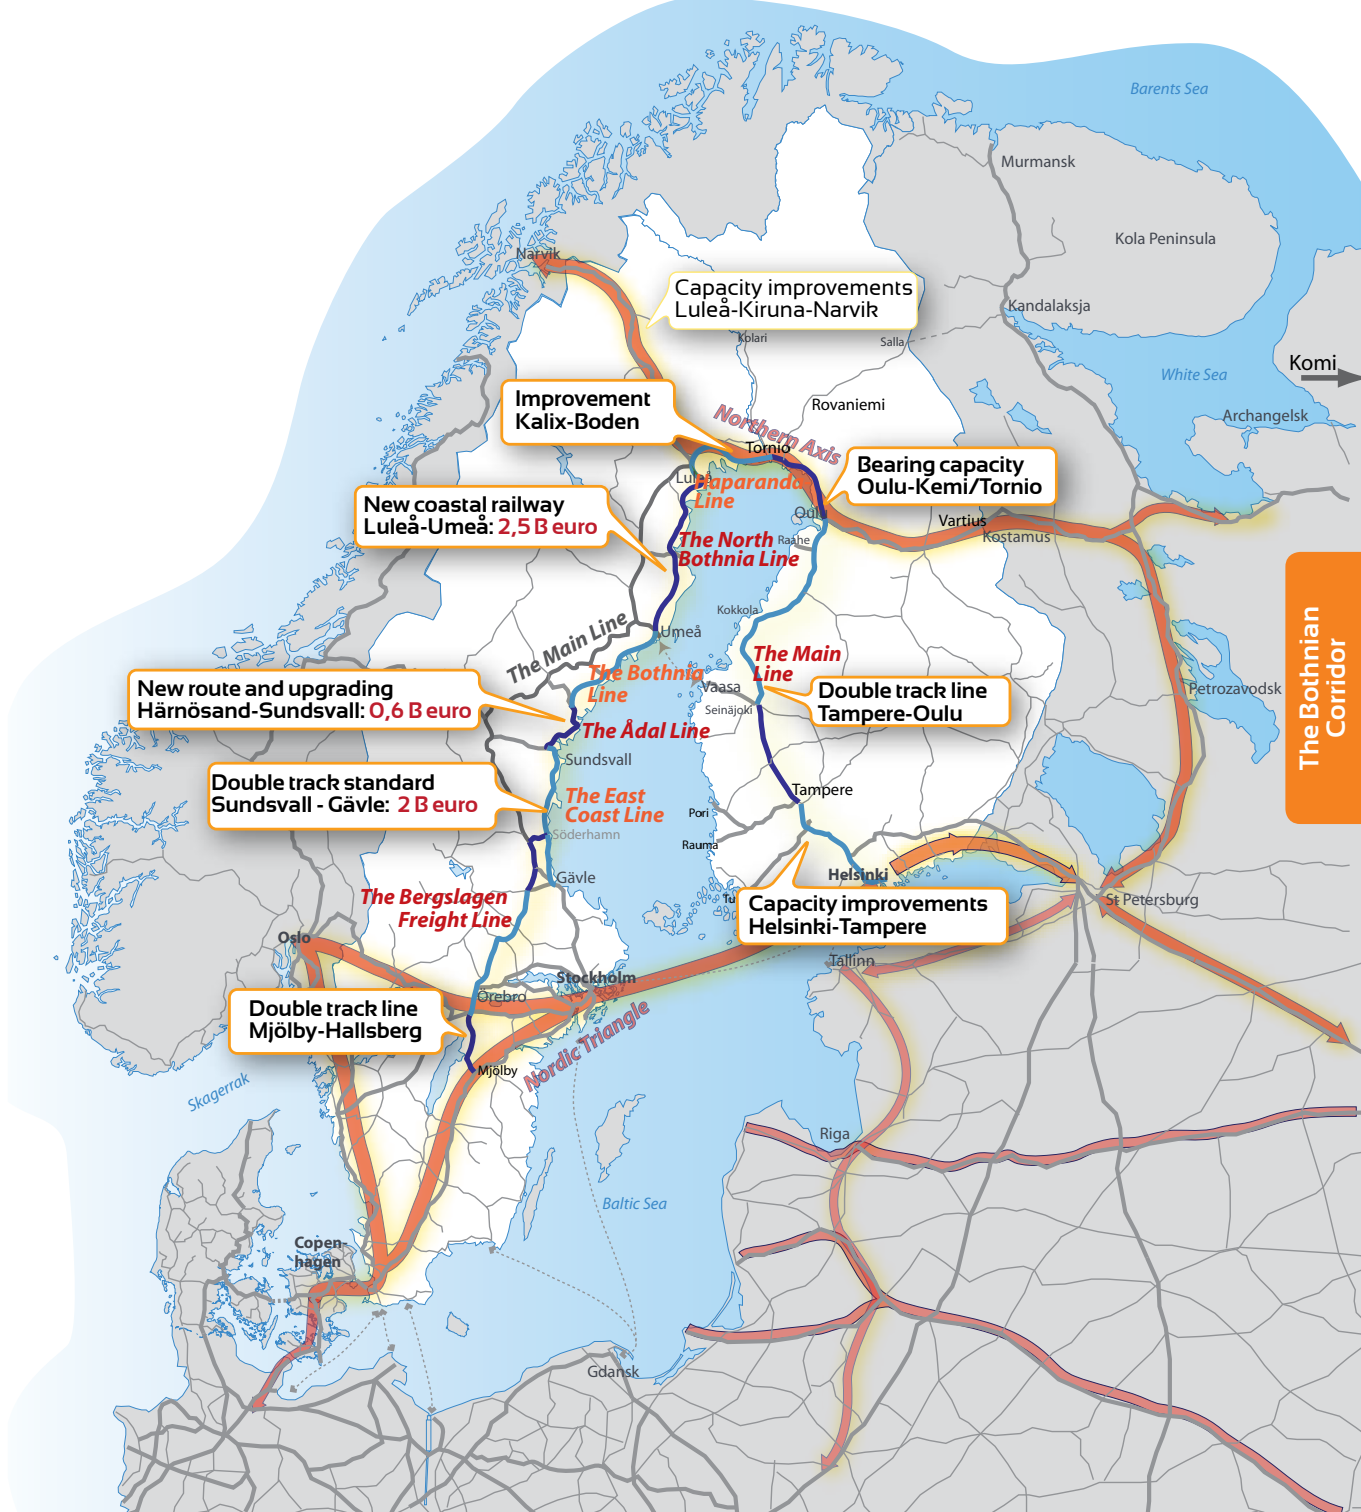 Barents Sea
Murmansk
Kola Peninsula
Narvik
Capacity improvements
Luleå-Kiruna-Narvik
Kandalaksja
Kolari
Salla
Komi
White Sea
Improvement
Kalix-Boden
Rovaniemi
Archangelsk
Northern Axis
Tornio
Bearing capacity
Oulu-Kemi/Tornio
Luleå
Haparanda
Line
New coastal railway
Luleå-Umeå: 2,5 B euro
Oulu
Vartius
Kostamus
The North
Bothnia Line
Raahe
Kokkola
The Main Line
Umeå
The Main
Line
The Bothnian
Corridor
The Bothnia
Line
Vaasa
Seinäjoki
Double track line
Tampere-Oulu
Petrozavodsk
New route and upgrading
Härnösand-Sundsvall: 0,6 B euro
The Ådal Line
Sundsvall
Double track standard
Sundsvall - Gävle: 2 B euro
The East
Coast Line
Tampere
Pori
Söderhamn
Rauma
Gävle
Helsinki
The Bergslagen
Freight Line
Tu
Capacity improvements
Helsinki-Tampere
St Petersburg
Oslo
Tallinn
Stockholm
Örebro
Double track line
Mjölby-Hallsberg
Nordic Triangle
Mjölby
Skagerrak
Riga
Baltic Sea
Copen-
hagen
Gdansk